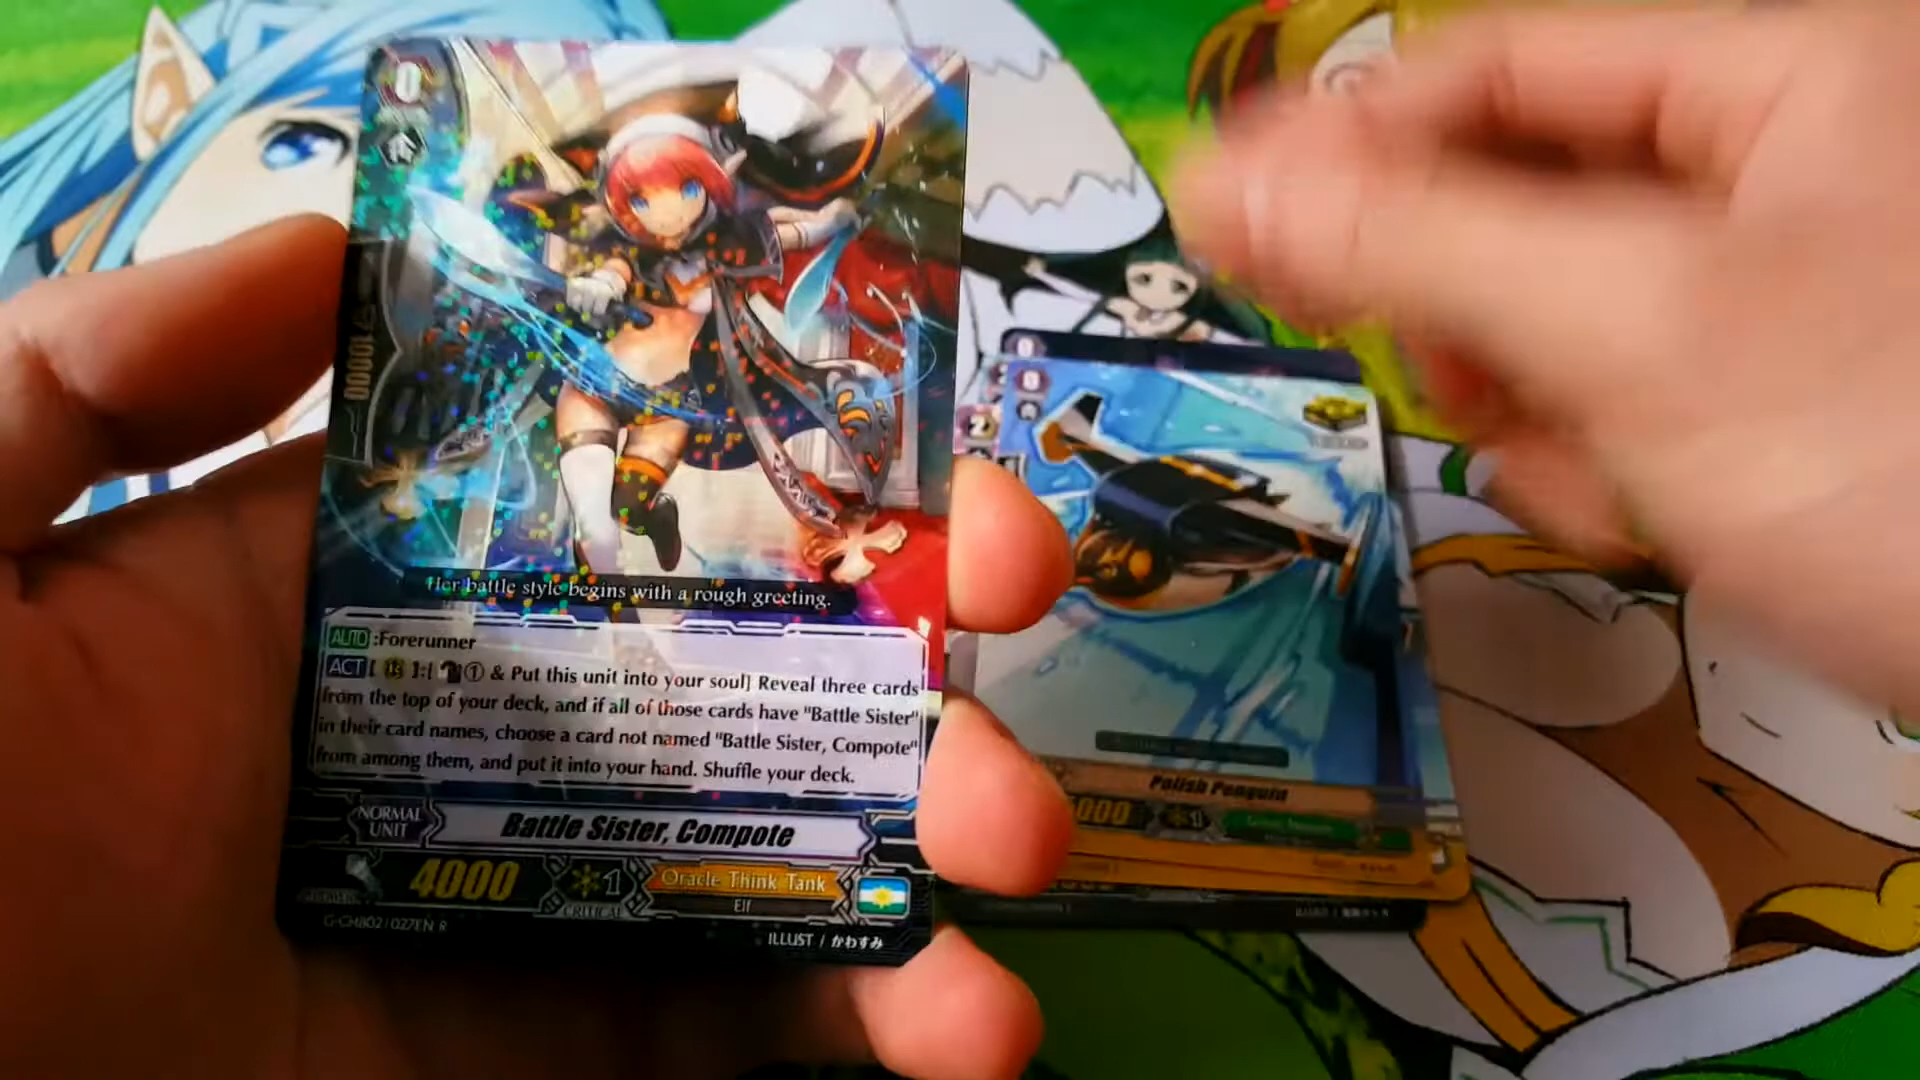 0
10000
Her battle style begins with a rough greeting.
AUTO :Forerunner
ACT [ ]:[ ① & Put this unit into your soul] Reveal three cards
from the top of your deck, and if all of those cards have "Battle Sister"
in their card names, choose a card not named "Battle Sister, Compote"
from among them, and put it into your hand. Shuffle your deck.
NORMAL
UNIT
Battle Sister, Compote
4000
1
CRITICAL
Oracle Think Tank
Elf
G-CHB02/027EN R
ILLUST / かわすみ
0
2
Polish Penguin
1